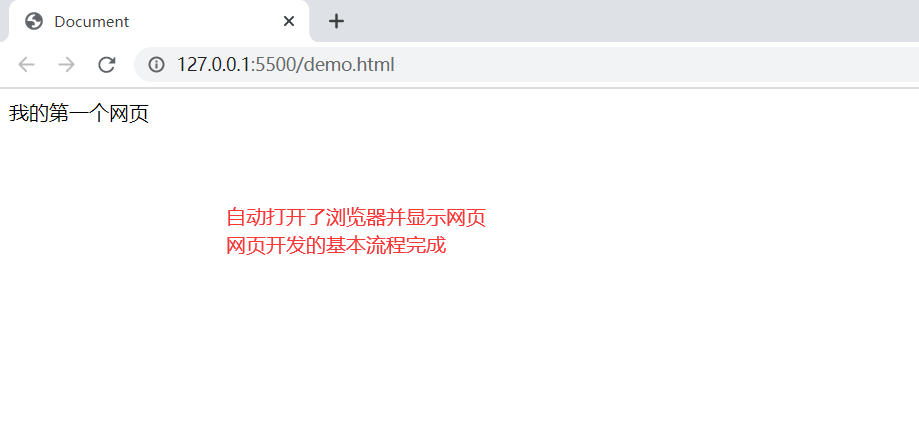 Document
127.0.0.1:5500/demo.html
我的第一个网页
自动打开了浏览器并显示网页
网页开发的基本流程完成